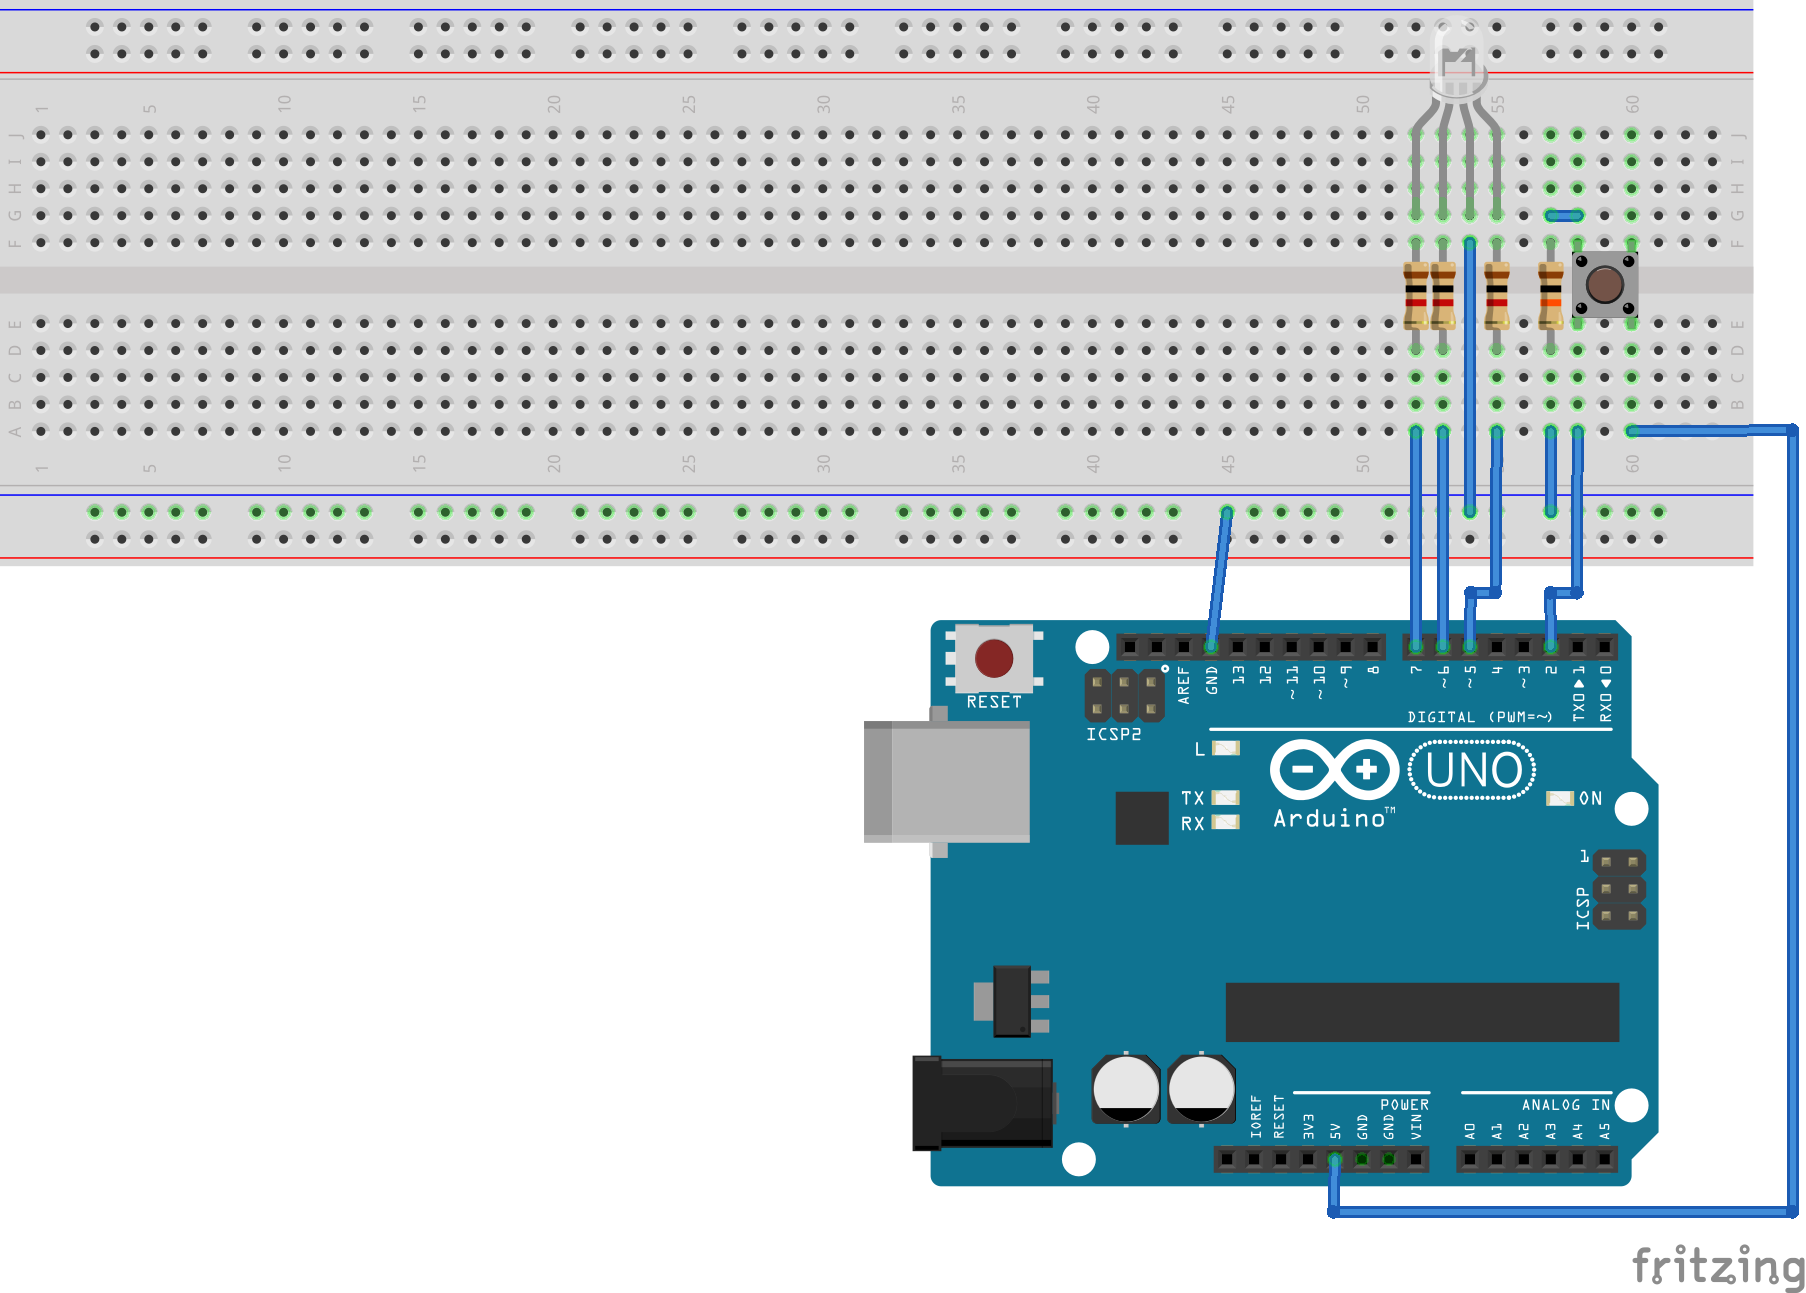 1 5 10 15 20 25 30 35 40 45 50 55 60
J J
I I
H H
G G
F F
E E
D D
C C
B B
A A
1 5 10 15 20 25 30 35 40 45 50 55 60
RESET
ICSP2
AREF GND 13 12 ~11 ~10 ~9 8 7 ~6 ~5 4 ~3 2 TX0▶1 RX0◀0
DIGITAL (PWM=~)
L
TX
RX
Arduino™
UNO
ON
1
ICSP
POWER
ANALOG IN
IOREF RESET 3V3 5V GND GND VIN A0 A1 A2 A3 A4 A5
fritzing